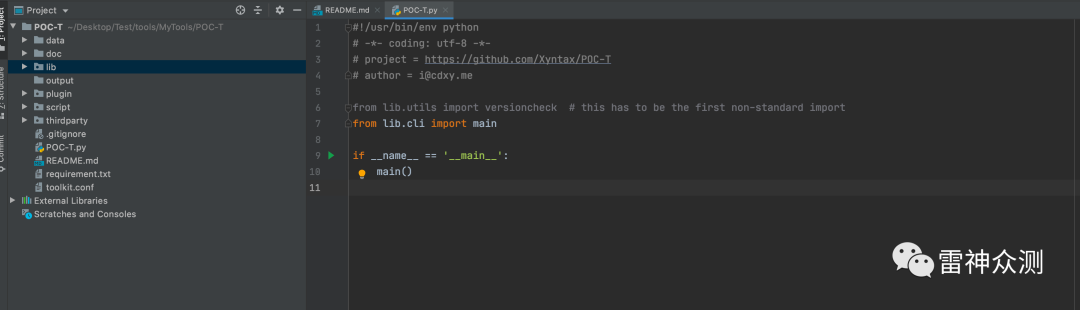 Project
README.md
POC-T.py
POC-T ~/Desktop/Test/tools/MyTools/POC-T
data
doc
lib
output
plugin
script
thirdparty
.gitignore
POC-T.py
README.md
requirement.txt
toolkit.conf
External Libraries
Scratches and Consoles
1: Project
Structure
Commit
1 #!/usr/bin/env python
2 # -*- coding: utf-8 -*-
3 # project = https://github.com/Xyntax/POC-T
4 # author = i@cdxy.me
5
6 from lib.utils import versioncheck  # this has to be the first non-standard import
7 from lib.cli import main
8
9 if __name__ == '__main__':
10     main()
11
雷神众测